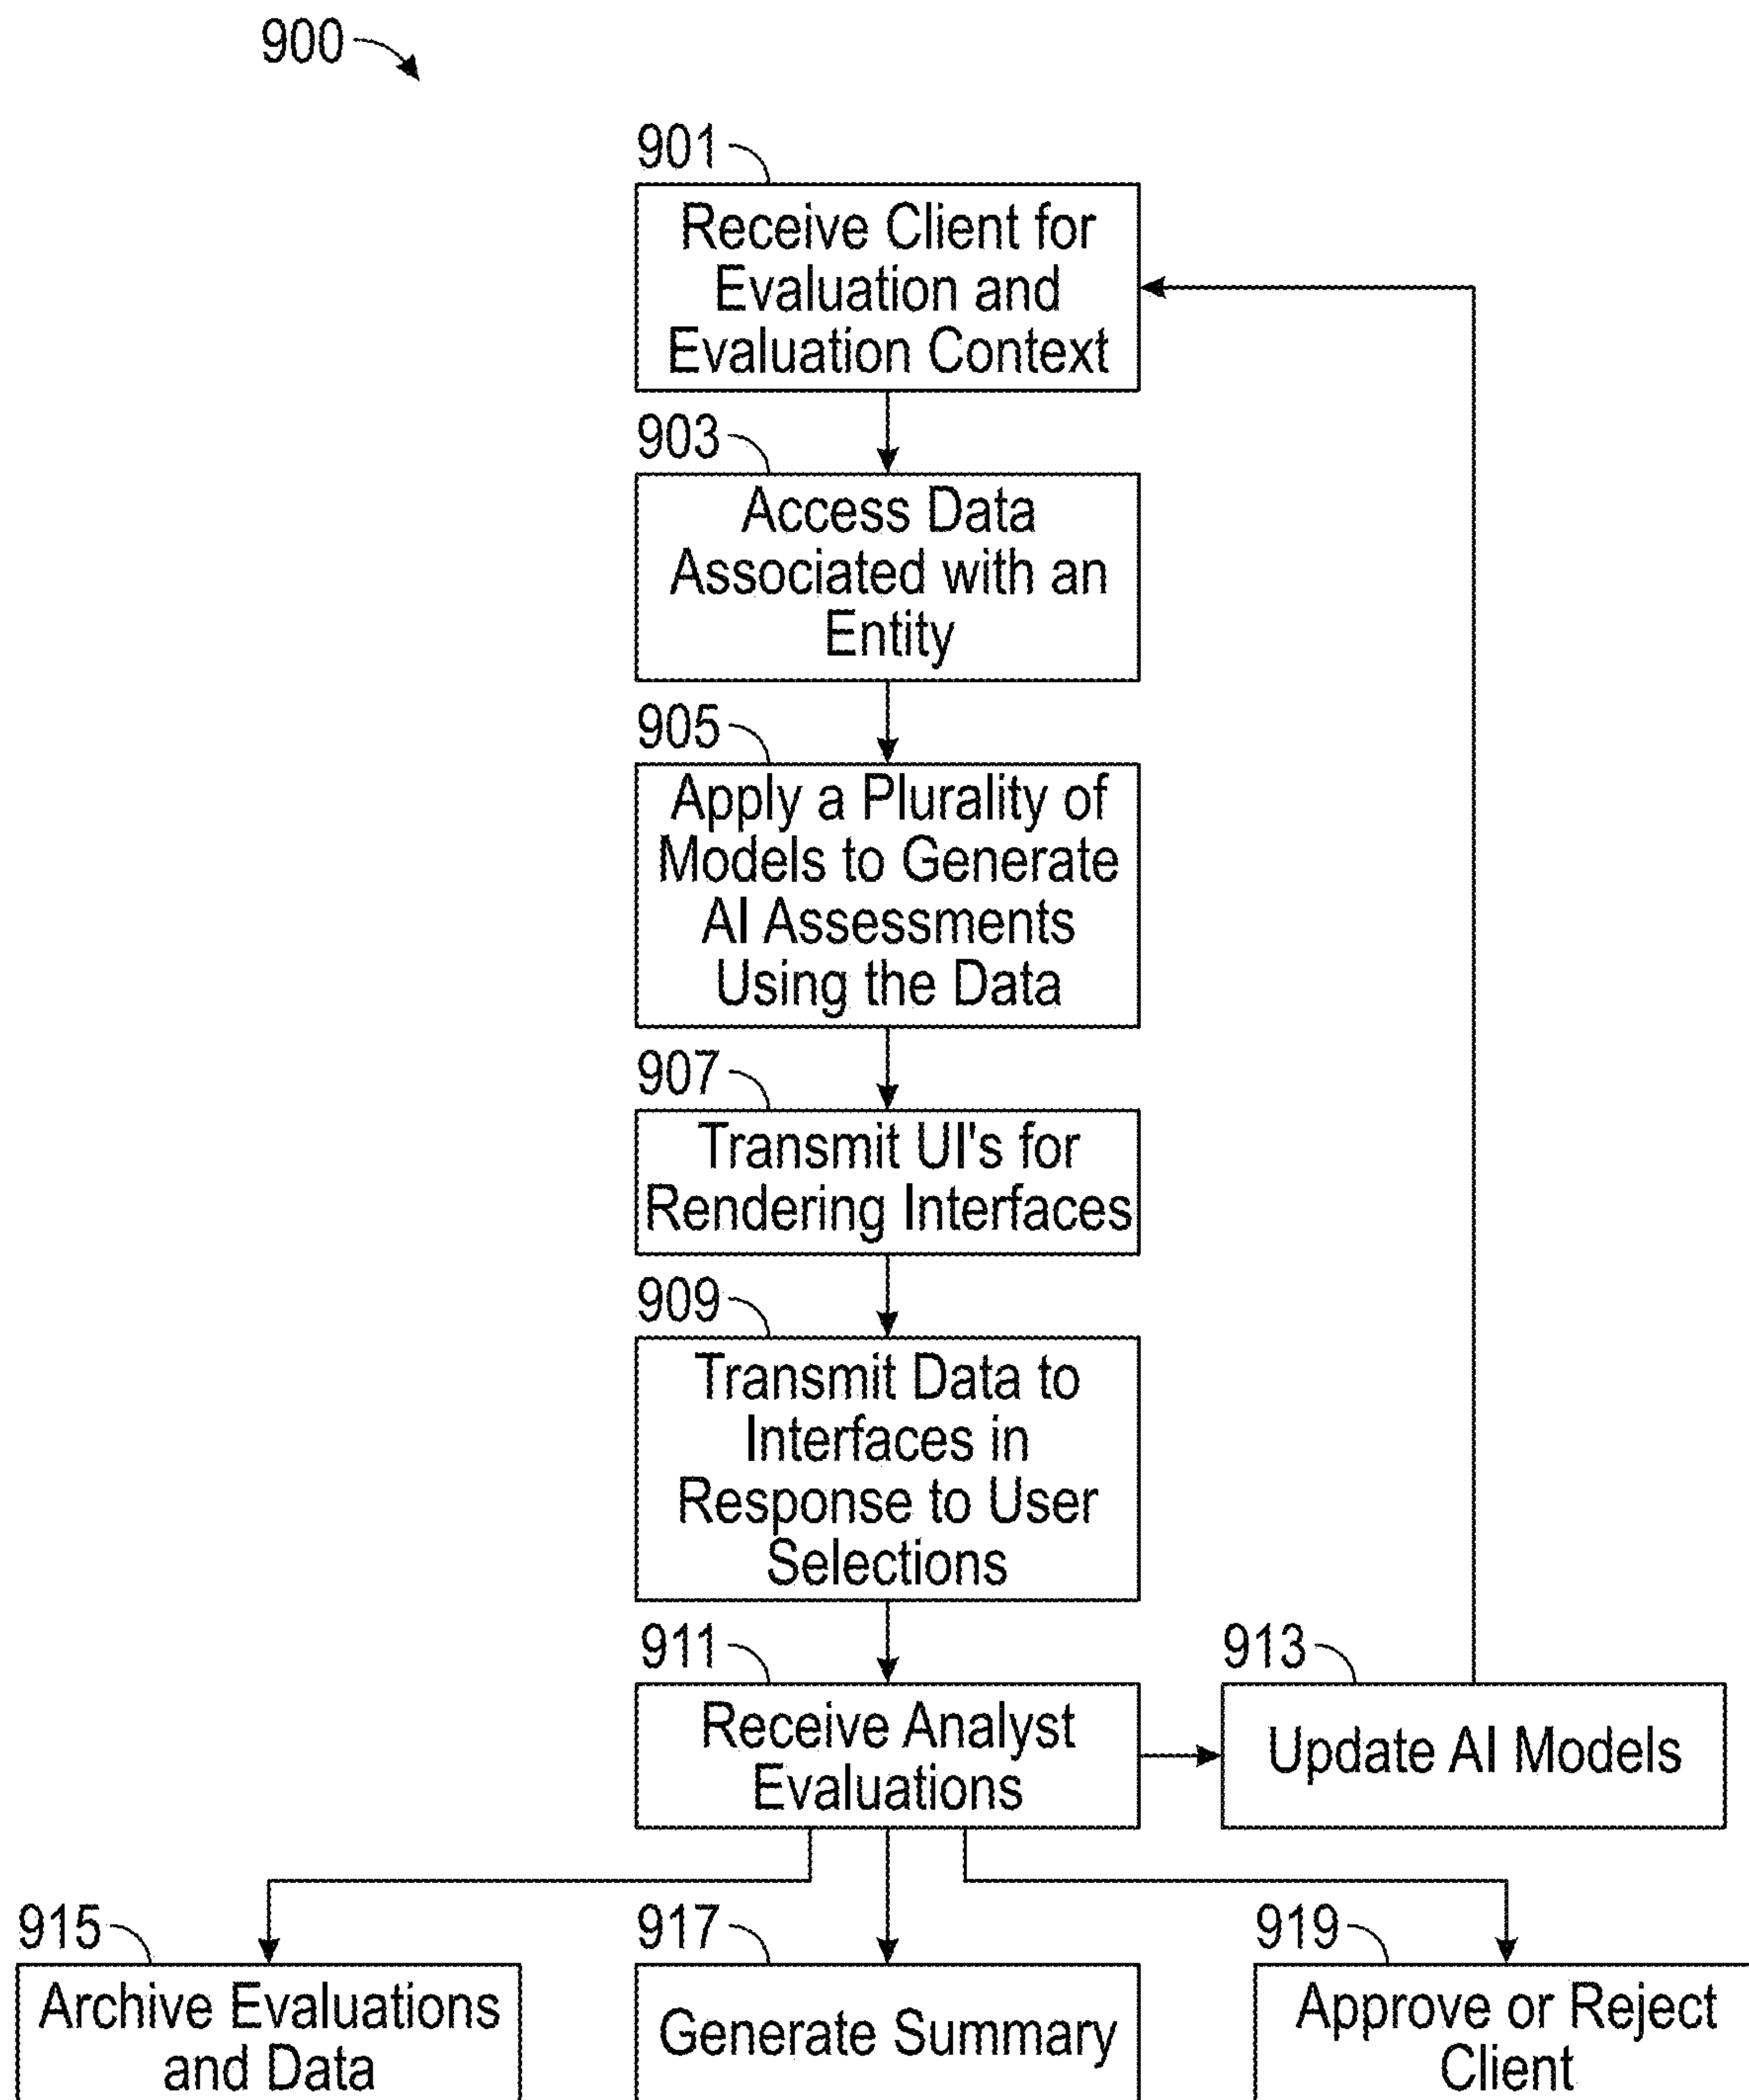 900
901
Receive Client for
Evaluation and
Evaluation Context
903
Access Data
Associated with an
Entity
905
Apply a Plurality of
Models to Generate
AI Assessments
Using the Data
907
Transmit UI's for
Rendering Interfaces
909
Transmit Data to
Interfaces in
Response to User
Selections
911
Receive Analyst
Evaluations
913
Update AI Models
915
Archive Evaluations
and Data
917
Generate Summary
919
Approve or Reject
Client